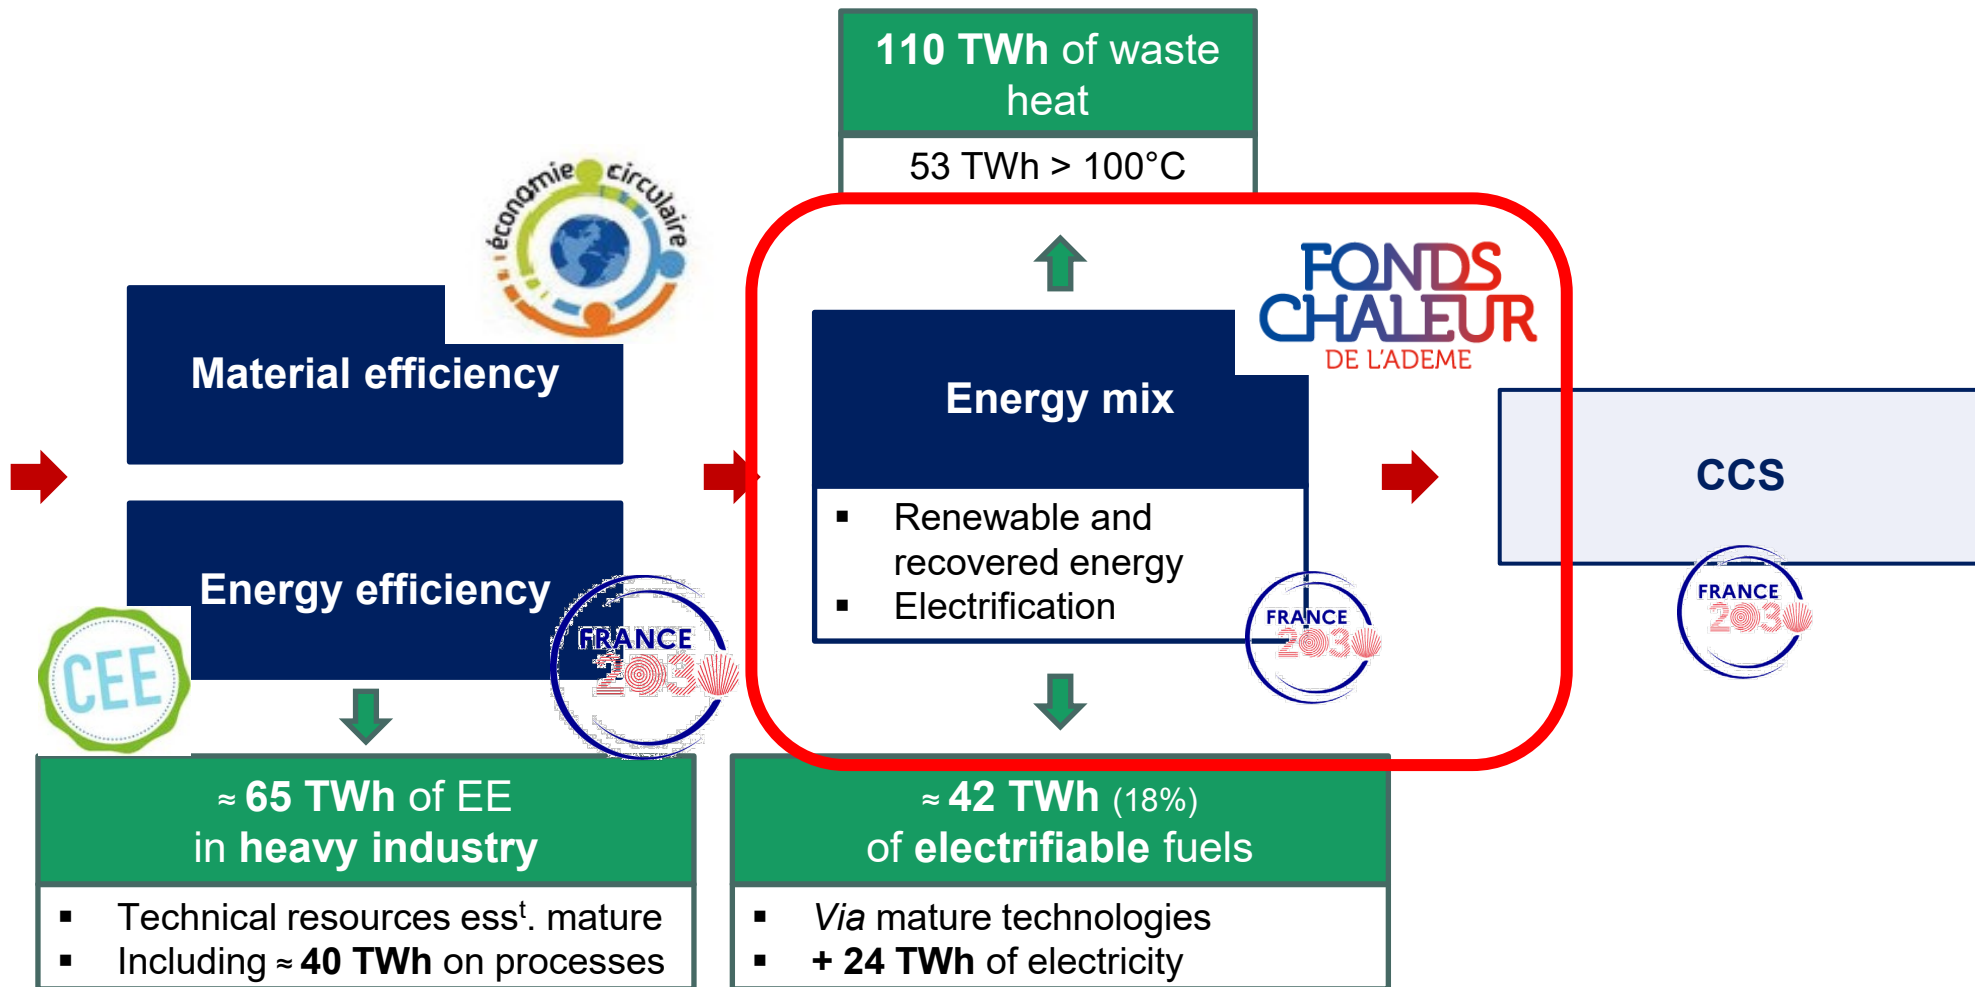 110 TWh of waste
heat
53 TWh > 100°C
l'économie circulaire
Material efficiency
Energy efficiency
CEE
FRANCE
2030
≈ 65 TWh of EE
in heavy industry
▪ Technical resources essᵗ. mature
▪ Including ≈ 40 TWh on processes
FONDS
CHALEUR
DE L'ADEME
Energy mix
▪ Renewable and
recovered energy
▪ Electrification
FRANCE
2030
≈ 42 TWh (18%)
of electrifiable fuels
▪ Via mature technologies
▪ + 24 TWh of electricity
CCS
FRANCE
2030